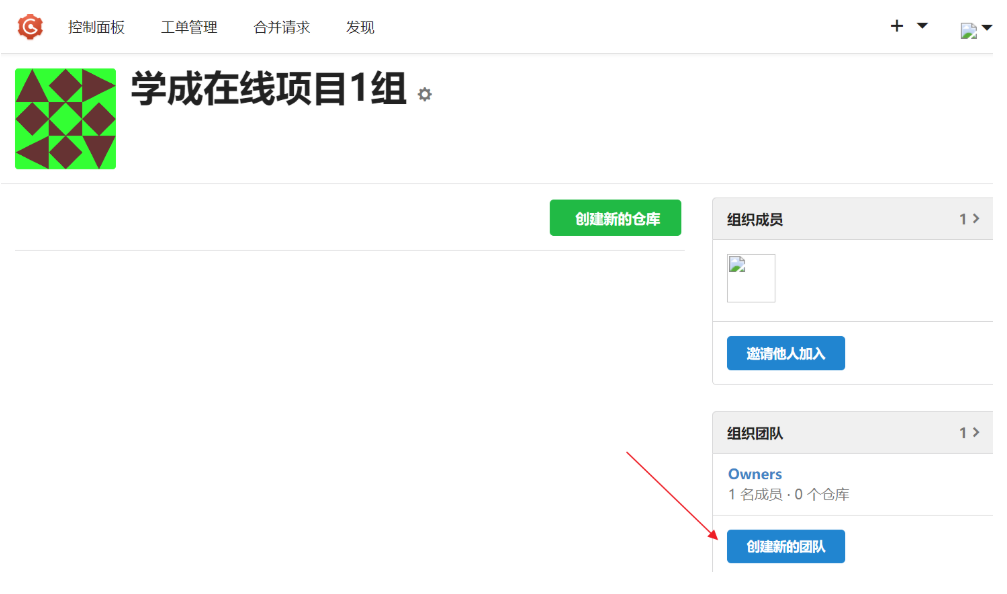 控制面板 工单管理 合并请求 发现
学成在线项目1组
创建新的仓库
组织成员 1
邀请他人加入
组织团队 1
Owners
1 名成员 · 0 个仓库
创建新的团队